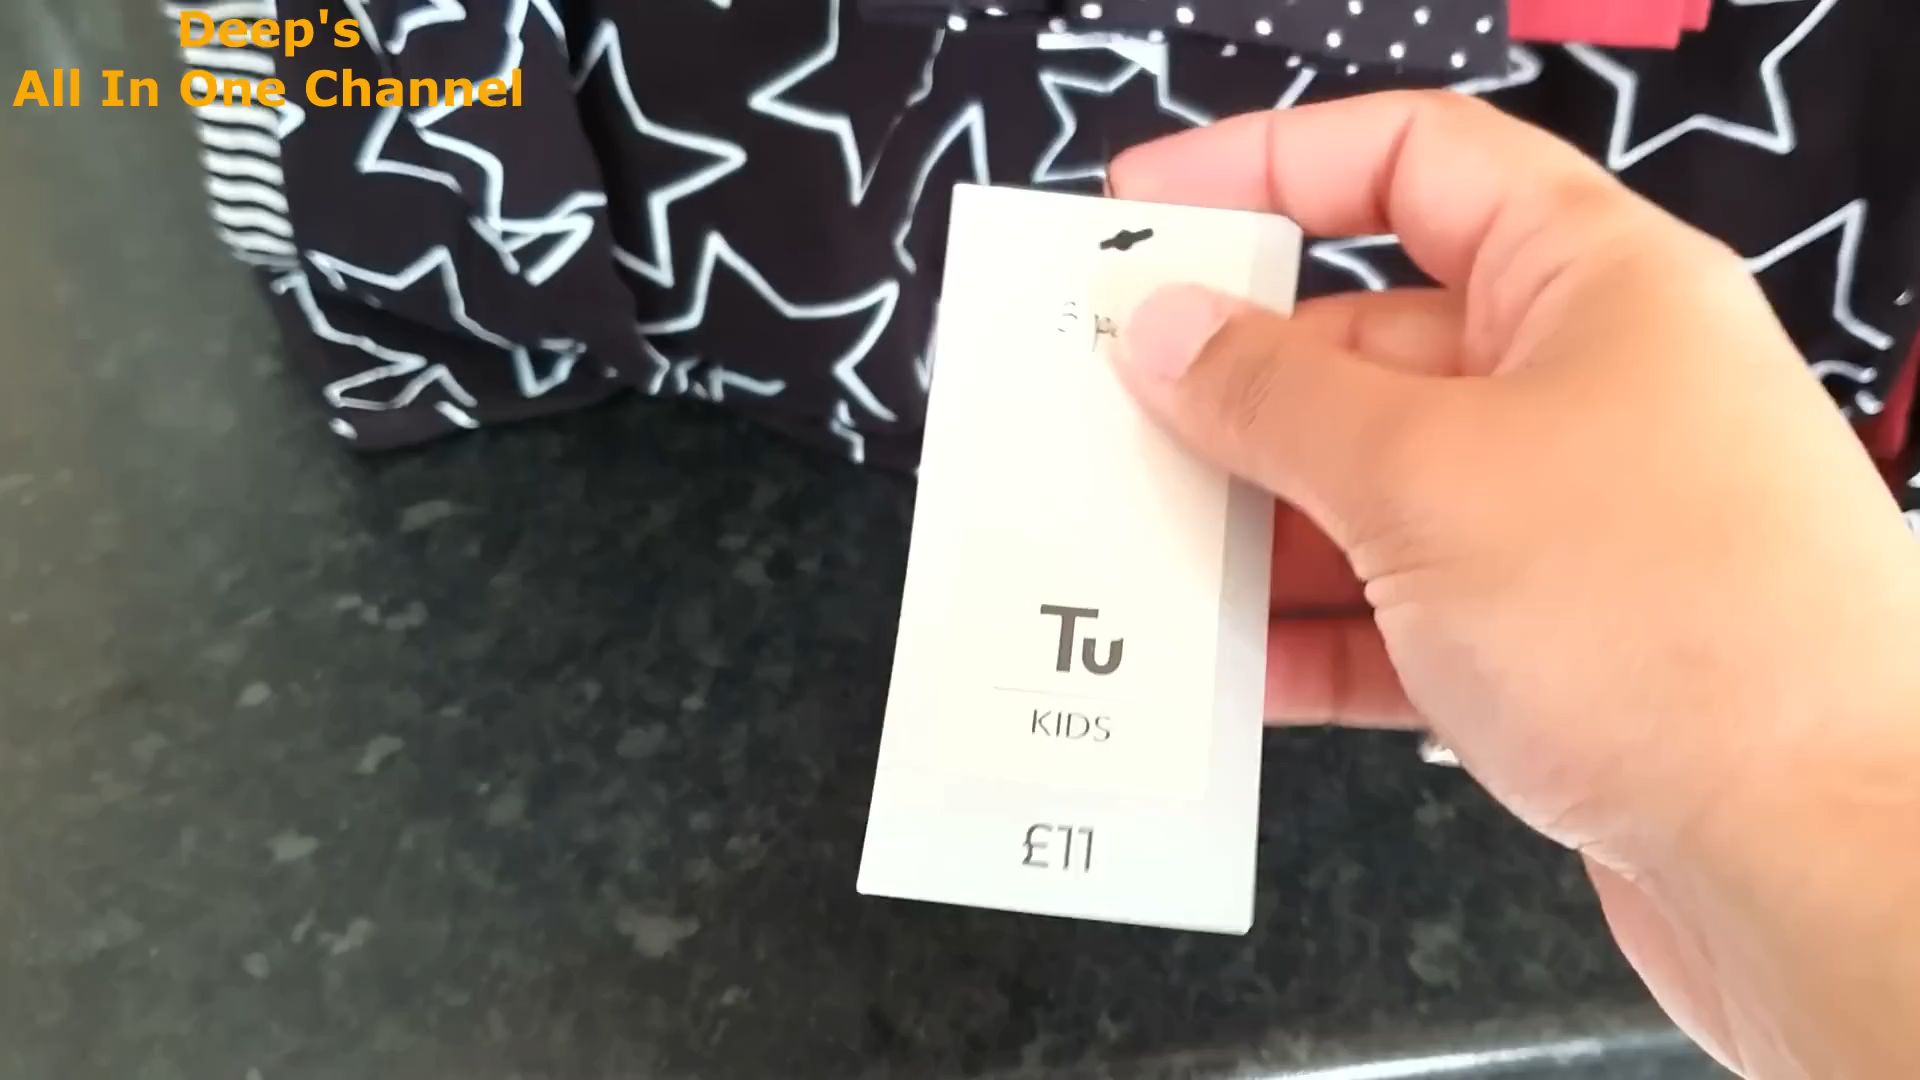 Deep's
All In One Channel
Tu
KIDS
£11